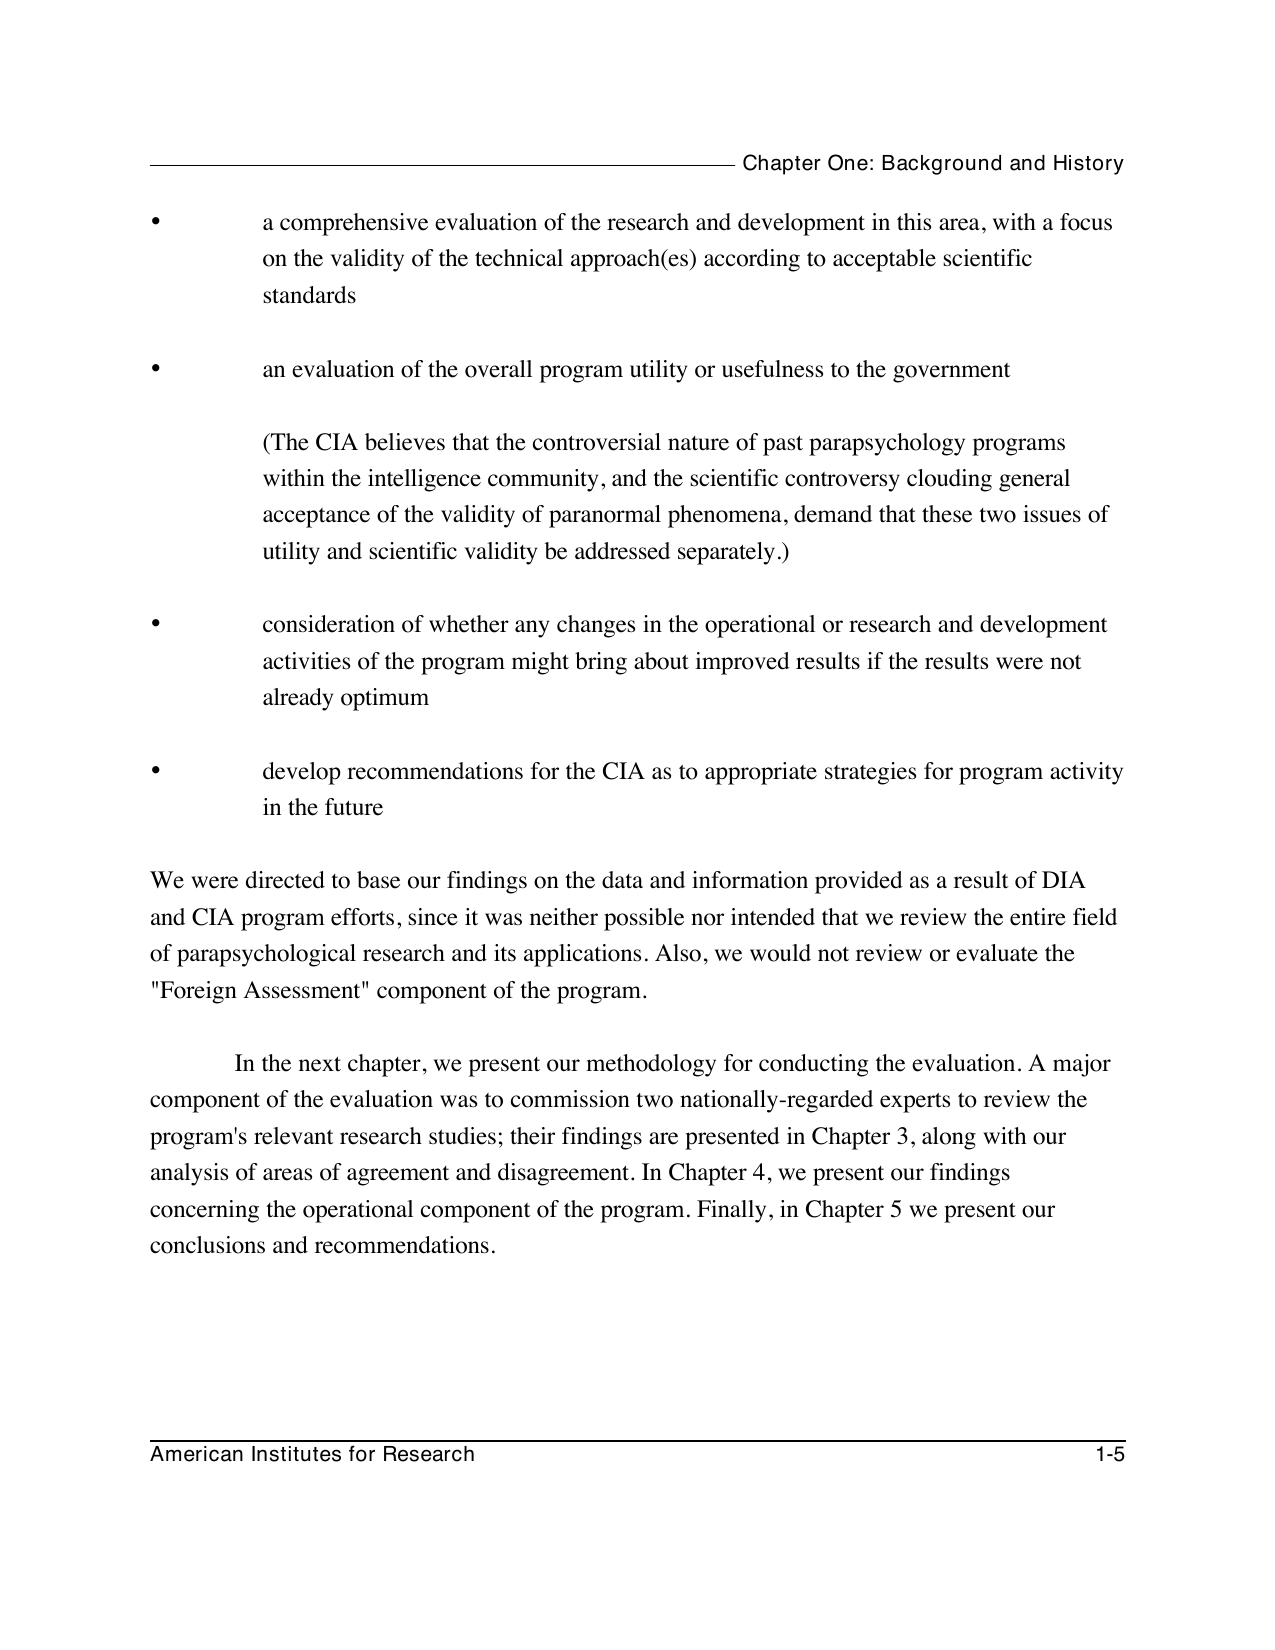 Chapter One: Background and History
• a comprehensive evaluation of the research and development in this area, with a focus
on the validity of the technical approach(es) according to acceptable scientific
standards
• an evaluation of the overall program utility or usefulness to the government
(The CIA believes that the controversial nature of past parapsychology programs
within the intelligence community, and the scientific controversy clouding general
acceptance of the validity of paranormal phenomena, demand that these two issues of
utility and scientific validity be addressed separately.)
• consideration of whether any changes in the operational or research and development
activities of the program might bring about improved results if the results were not
already optimum
• develop recommendations for the CIA as to appropriate strategies for program activity
in the future
We were directed to base our findings on the data and information provided as a result of DIA
and CIA program efforts, since it was neither possible nor intended that we review the entire field
of parapsychological research and its applications. Also, we would not review or evaluate the
"Foreign Assessment" component of the program.
In the next chapter, we present our methodology for conducting the evaluation. A major
component of the evaluation was to commission two nationally-regarded experts to review the
program's relevant research studies; their findings are presented in Chapter 3, along with our
analysis of areas of agreement and disagreement. In Chapter 4, we present our findings
concerning the operational component of the program. Finally, in Chapter 5 we present our
conclusions and recommendations.
American Institutes for Research 1-5